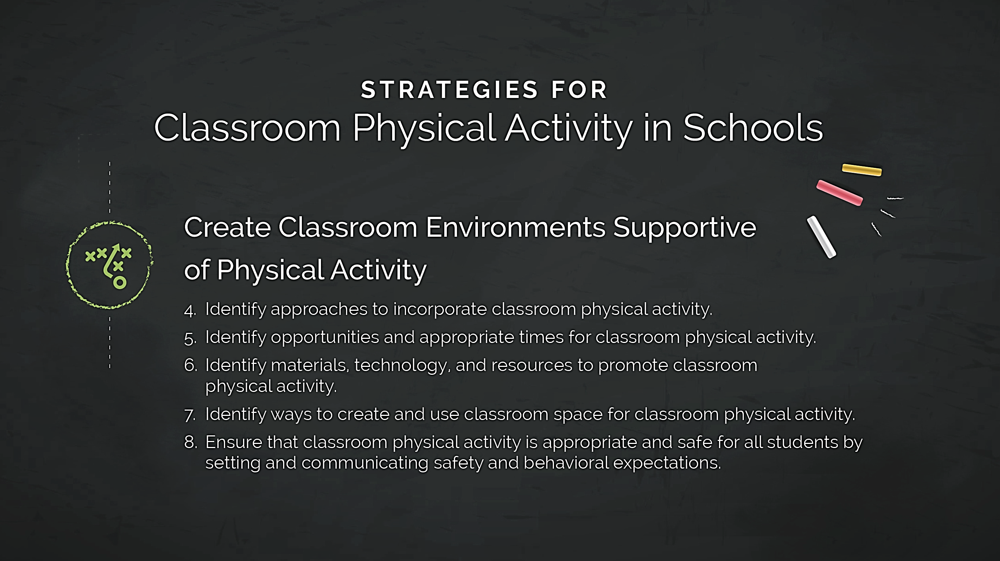 STRATEGIES FOR
Classroom Physical Activity in Schools
Create Classroom Environments Supportive
of Physical Activity
4. Identify approaches to incorporate classroom physical activity.
5. Identify opportunities and appropriate times for classroom physical activity.
6. Identify materials, technology, and resources to promote classroom
physical activity.
7. Identify ways to create and use classroom space for classroom physical activity.
8. Ensure that classroom physical activity is appropriate and safe for all students by
setting and communicating safety and behavioral expectations.